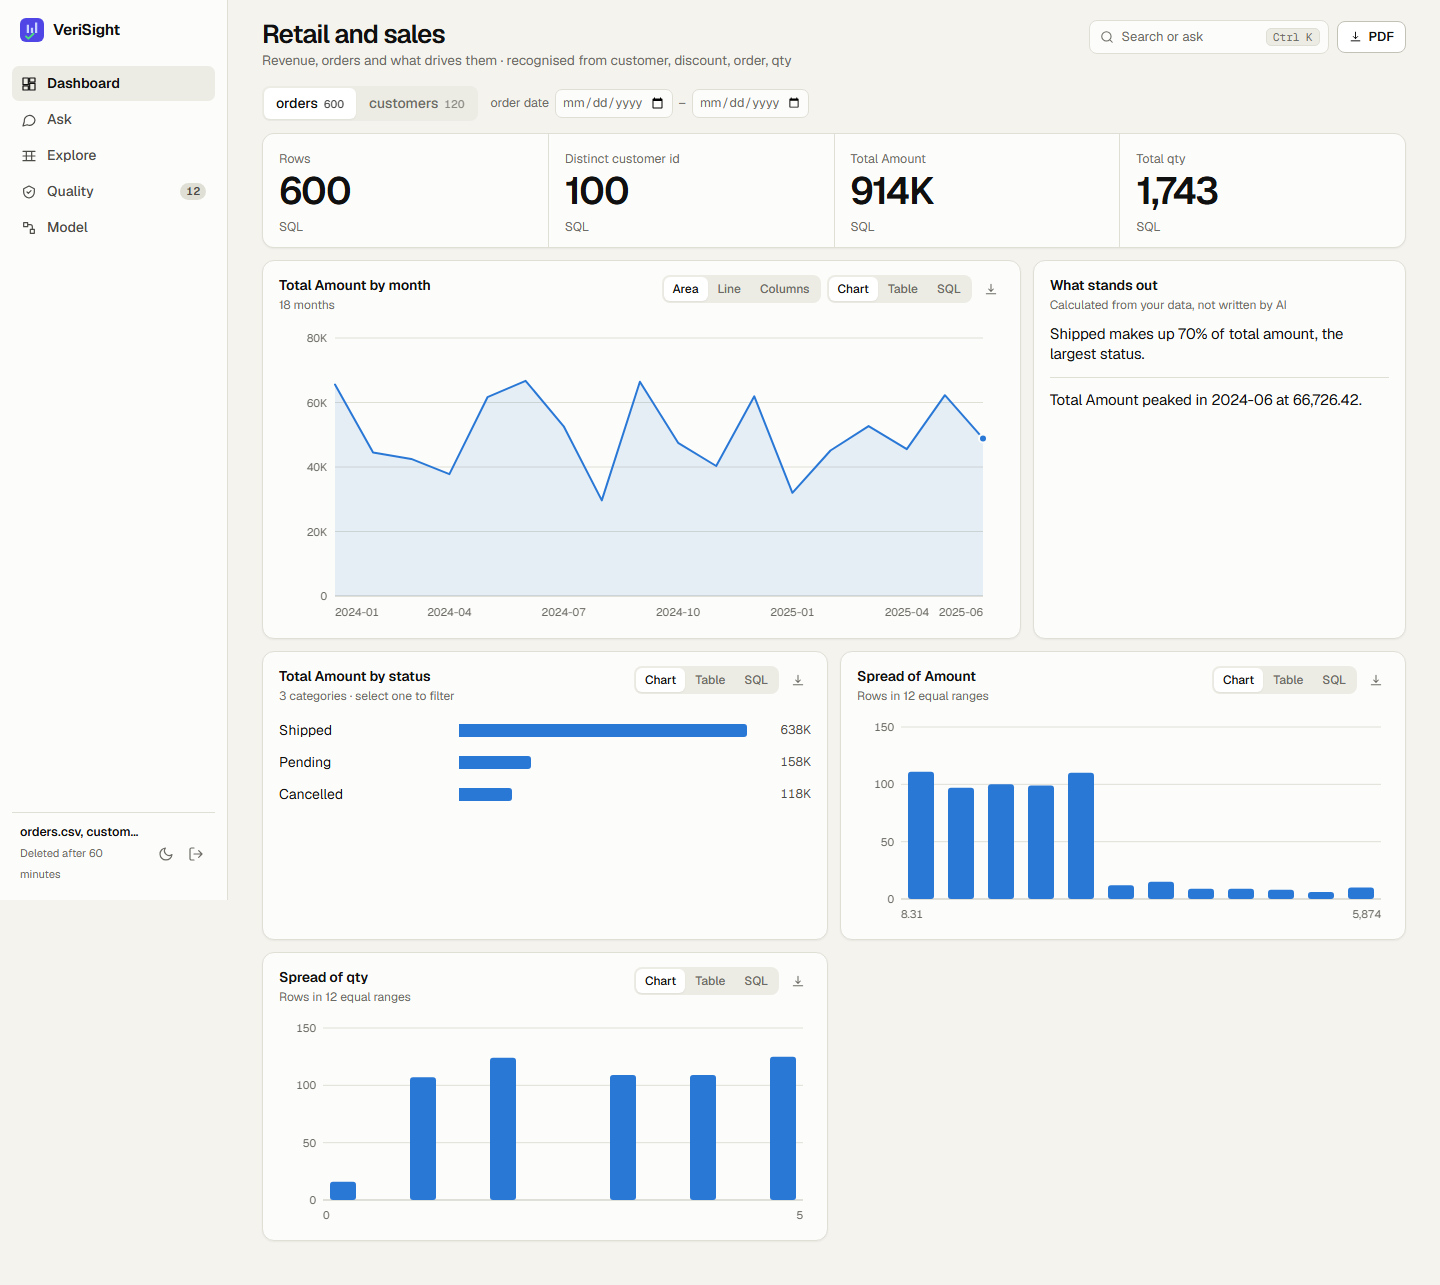 VeriSight
Dashboard
Ask
Explore
Quality 12
Model
orders.csv, custom...
Deleted after 60
minutes
Retail and sales
Revenue, orders and what drives them · recognised from customer, discount, order, qty
Search or ask Ctrl K
PDF
orders 600 customers 120 order date mm/dd/yyyy – mm/dd/yyyy
Rows
600
SQL
Distinct customer id
100
SQL
Total Amount
914K
SQL
Total qty
1,743
SQL
Total Amount by month
18 months
Area Line Columns Chart Table SQL
80K
60K
40K
20K
0
2024-01 2024-04 2024-07 2024-10 2025-01 2025-04 2025-06
What stands out
Calculated from your data, not written by AI
Shipped makes up 70% of total amount, the
largest status.
Total Amount peaked in 2024-06 at 66,726.42.
Total Amount by status
3 categories · select one to filter
Chart Table SQL
Shipped 638K
Pending 158K
Cancelled 118K
Spread of Amount
Rows in 12 equal ranges
Chart Table SQL
150
100
50
0
8.31 5,874
Spread of qty
Rows in 12 equal ranges
Chart Table SQL
150
100
50
0
0 5